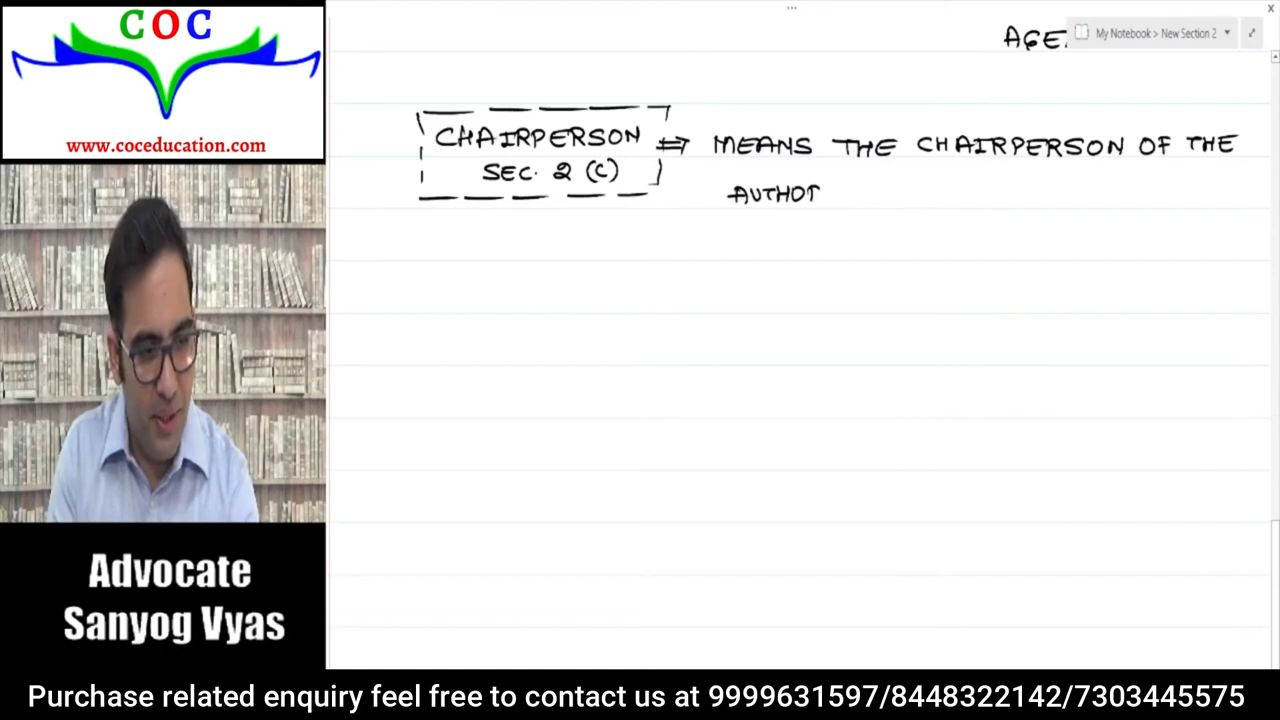 COC
www.coceducation.com
AGE
My Notebook > New Section 2
CHAIRPERSON ⇒ MEANS THE CHAIRPERSON OF THE
SEC. 2 (C)
AUTHOT
Advocate
Sanyog Vyas
Purchase related enquiry feel free to contact us at 9999631597/8448322142/7303445575